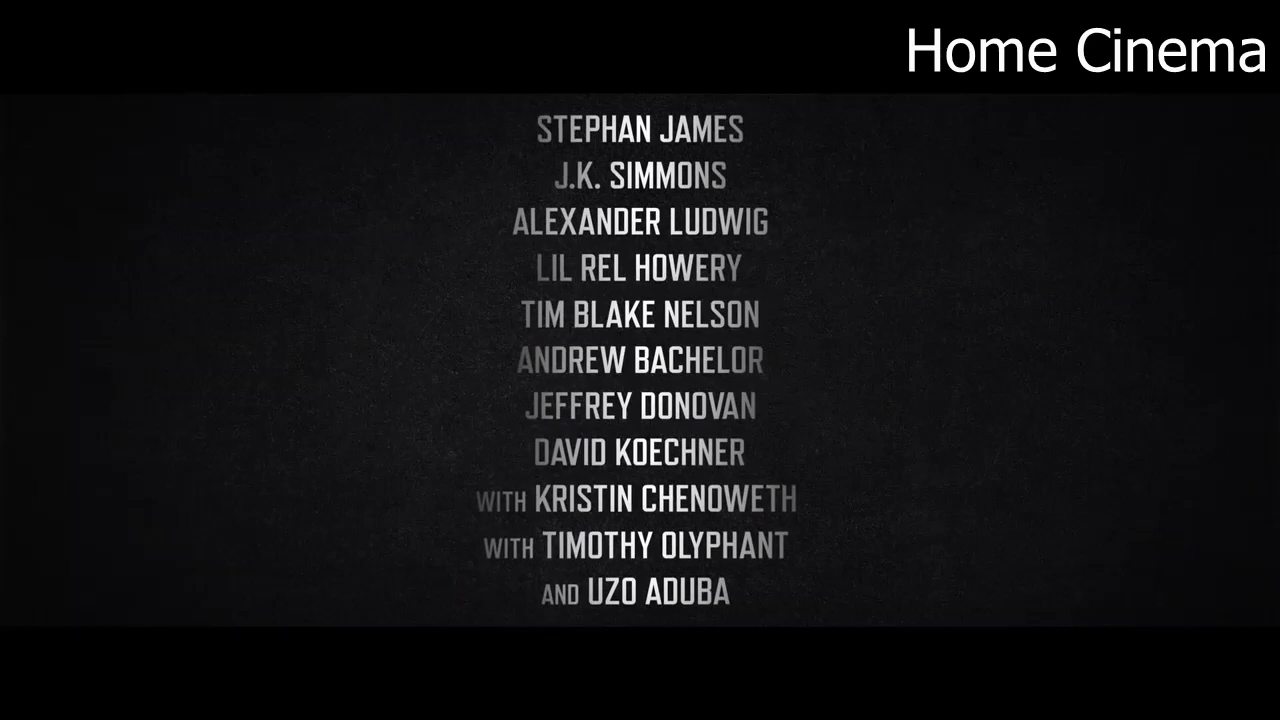 Home Cinema
STEPHAN JAMES
J.K. SIMMONS
ALEXANDER LUDWIG
LIL REL HOWERY
TIM BLAKE NELSON
ANDREW BACHELOR
JEFFREY DONOVAN
DAVID KOECHNER
WITH KRISTIN CHENOWETH
WITH TIMOTHY OLYPHANT
AND UZO ADUBA